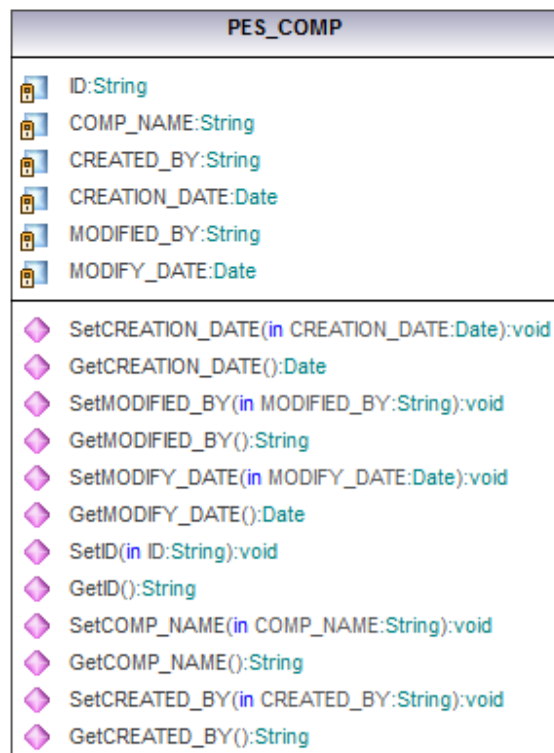 PES_COMP
ID:String
COMP_NAME:String
CREATED_BY:String
CREATION_DATE:Date
MODIFIED_BY:String
MODIFY_DATE:Date
SetCREATION_DATE(in CREATION_DATE:Date):void
GetCREATION_DATE():Date
SetMODIFIED_BY(in MODIFIED_BY:String):void
GetMODIFIED_BY():String
SetMODIFY_DATE(in MODIFY_DATE:Date):void
GetMODIFY_DATE():Date
SetID(in ID:String):void
GetID():String
SetCOMP_NAME(in COMP_NAME:String):void
GetCOMP_NAME():String
SetCREATED_BY(in CREATED_BY:String):void
GetCREATED_BY():String